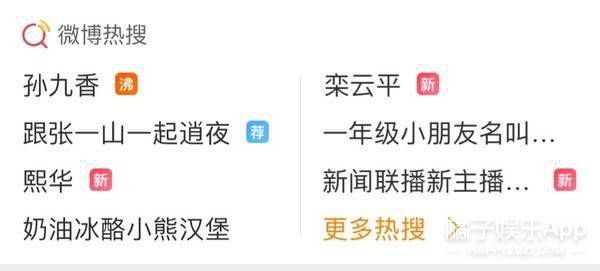 微博热搜
孙九香 沸
栾云平 新
跟张一山一起逍夜 荐
一年级小朋友名叫...
熙华 新
新闻联播新主播... 新
奶油冰酪小熊汉堡
更多热搜
橘子娱乐App
HAPPYJUZI.COM